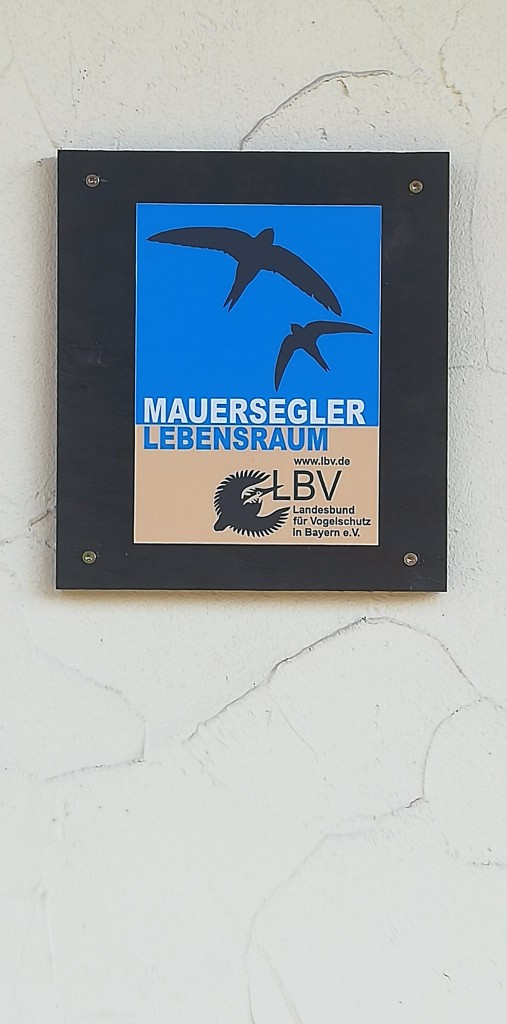 MAUERSEGLER
LEBENSRAUM
www.lbv.de
LBV
Landesbund
für Vogelschutz
in Bayern e.V.